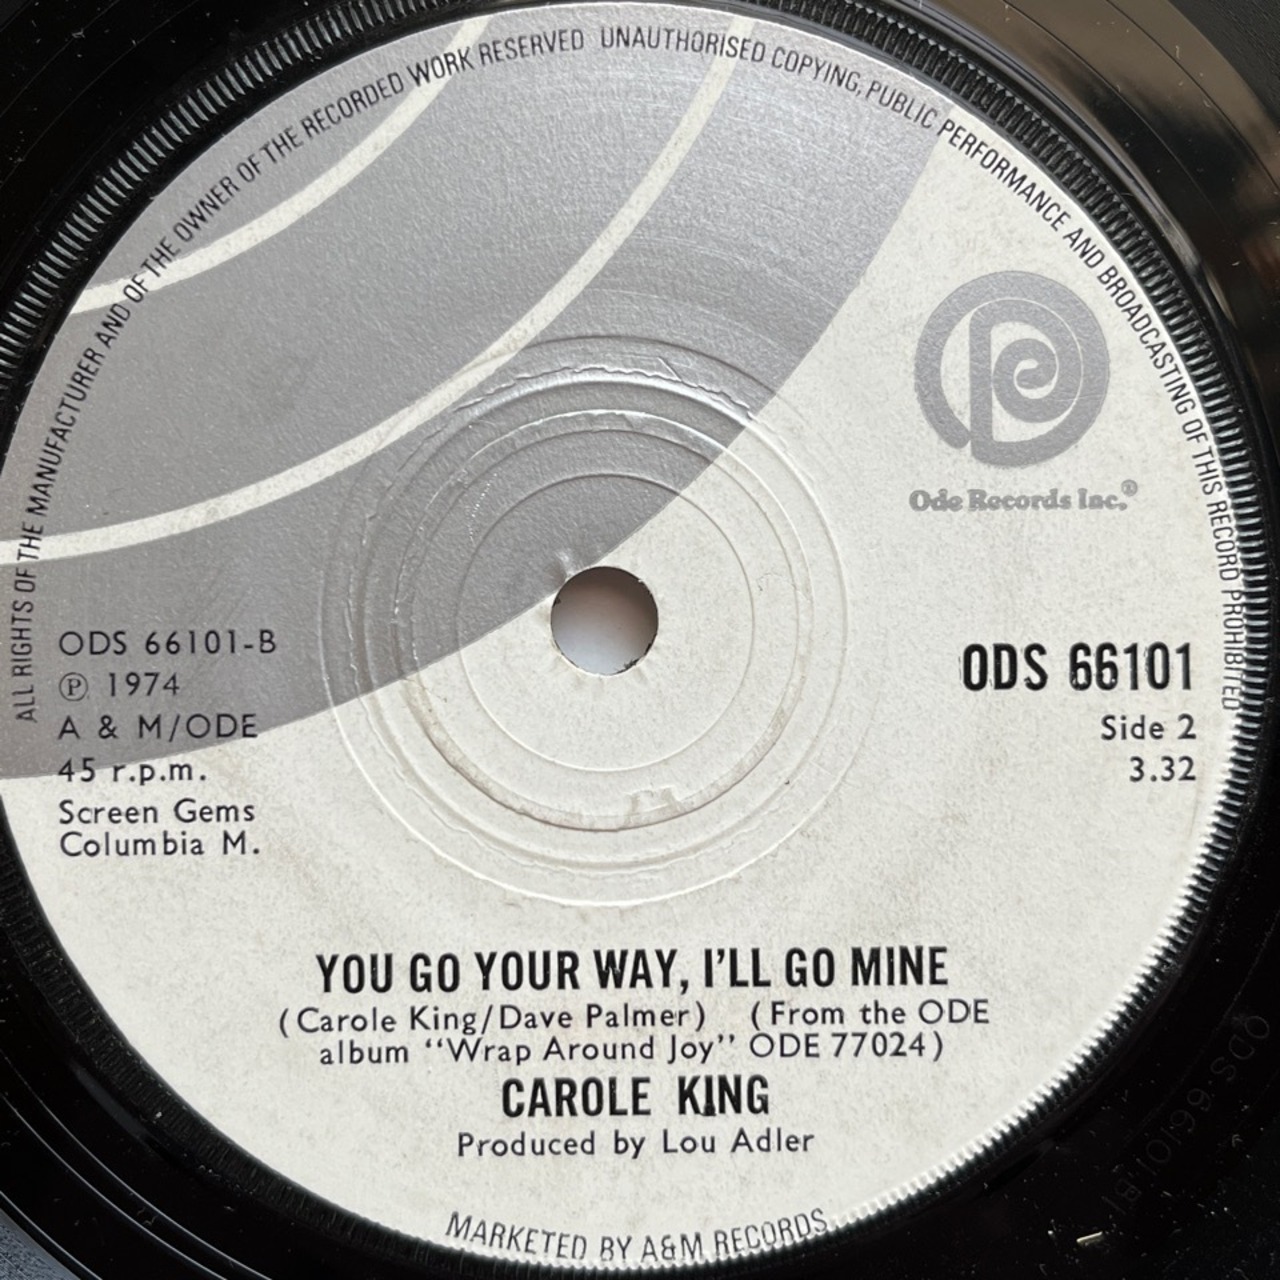 ALL RIGHTS OF THE MANUFACTURER AND OF THE OWNER OF THE RECORDED WORK RESERVED UNAUTHORISED COPYING, PUBLIC PERFORMANCE AND BROADCASTING OF THIS RECORD PROHIBITED
Ode Records Inc.®
ODS 66101-B
℗ 1974
A & M/ODE
45 r.p.m.
Screen Gems
Columbia M.
ODS 66101
Side 2
3.32
YOU GO YOUR WAY, I'LL GO MINE
(Carole King/Dave Palmer) (From the ODE
album "Wrap Around Joy" ODE 77024)
CAROLE KING
Produced by Lou Adler
MARKETED BY A&M RECORDS